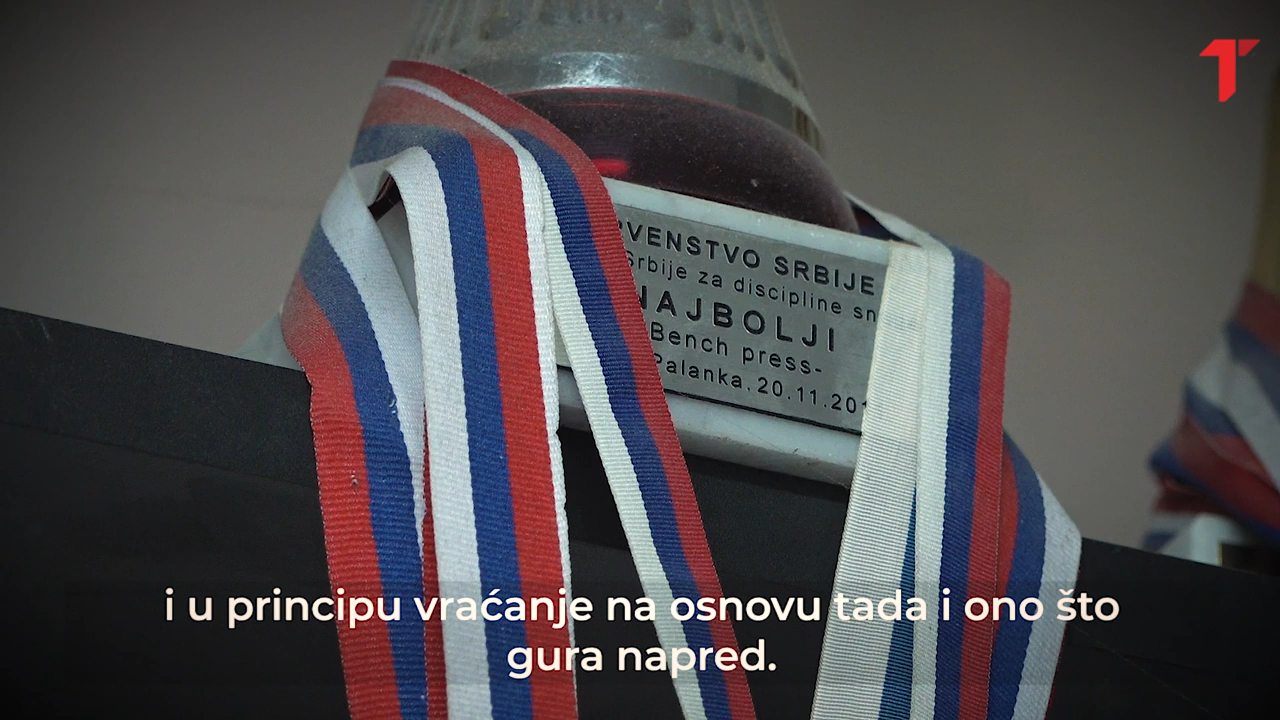 RVENSTVO SRBIJE
Srbije za discipline sn
NAJBOLJI
Bench press-
Palanka.20.11.20
i u principu vraćanje na osnovu tada i ono što
gura napred.